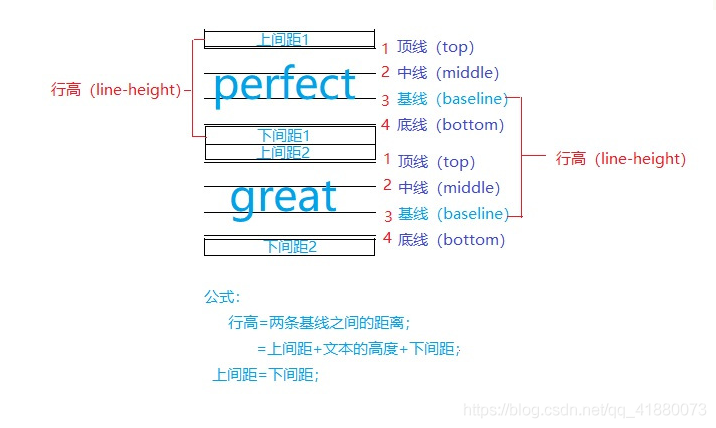 上间距1
1 顶线（top）
2 中线（middle）
行高（line-height）
perfect
3 基线（baseline）
4 底线（bottom）
下间距1
上间距2
1 顶线（top）
行高（line-height）
2 中线（middle）
great
3 基线（baseline）
4 底线（bottom）
下间距2
公式：
行高=两条基线之间的距离；
=上间距+文本的高度+下间距；
上间距=下间距；
https://blog.csdn.net/qq_41880073